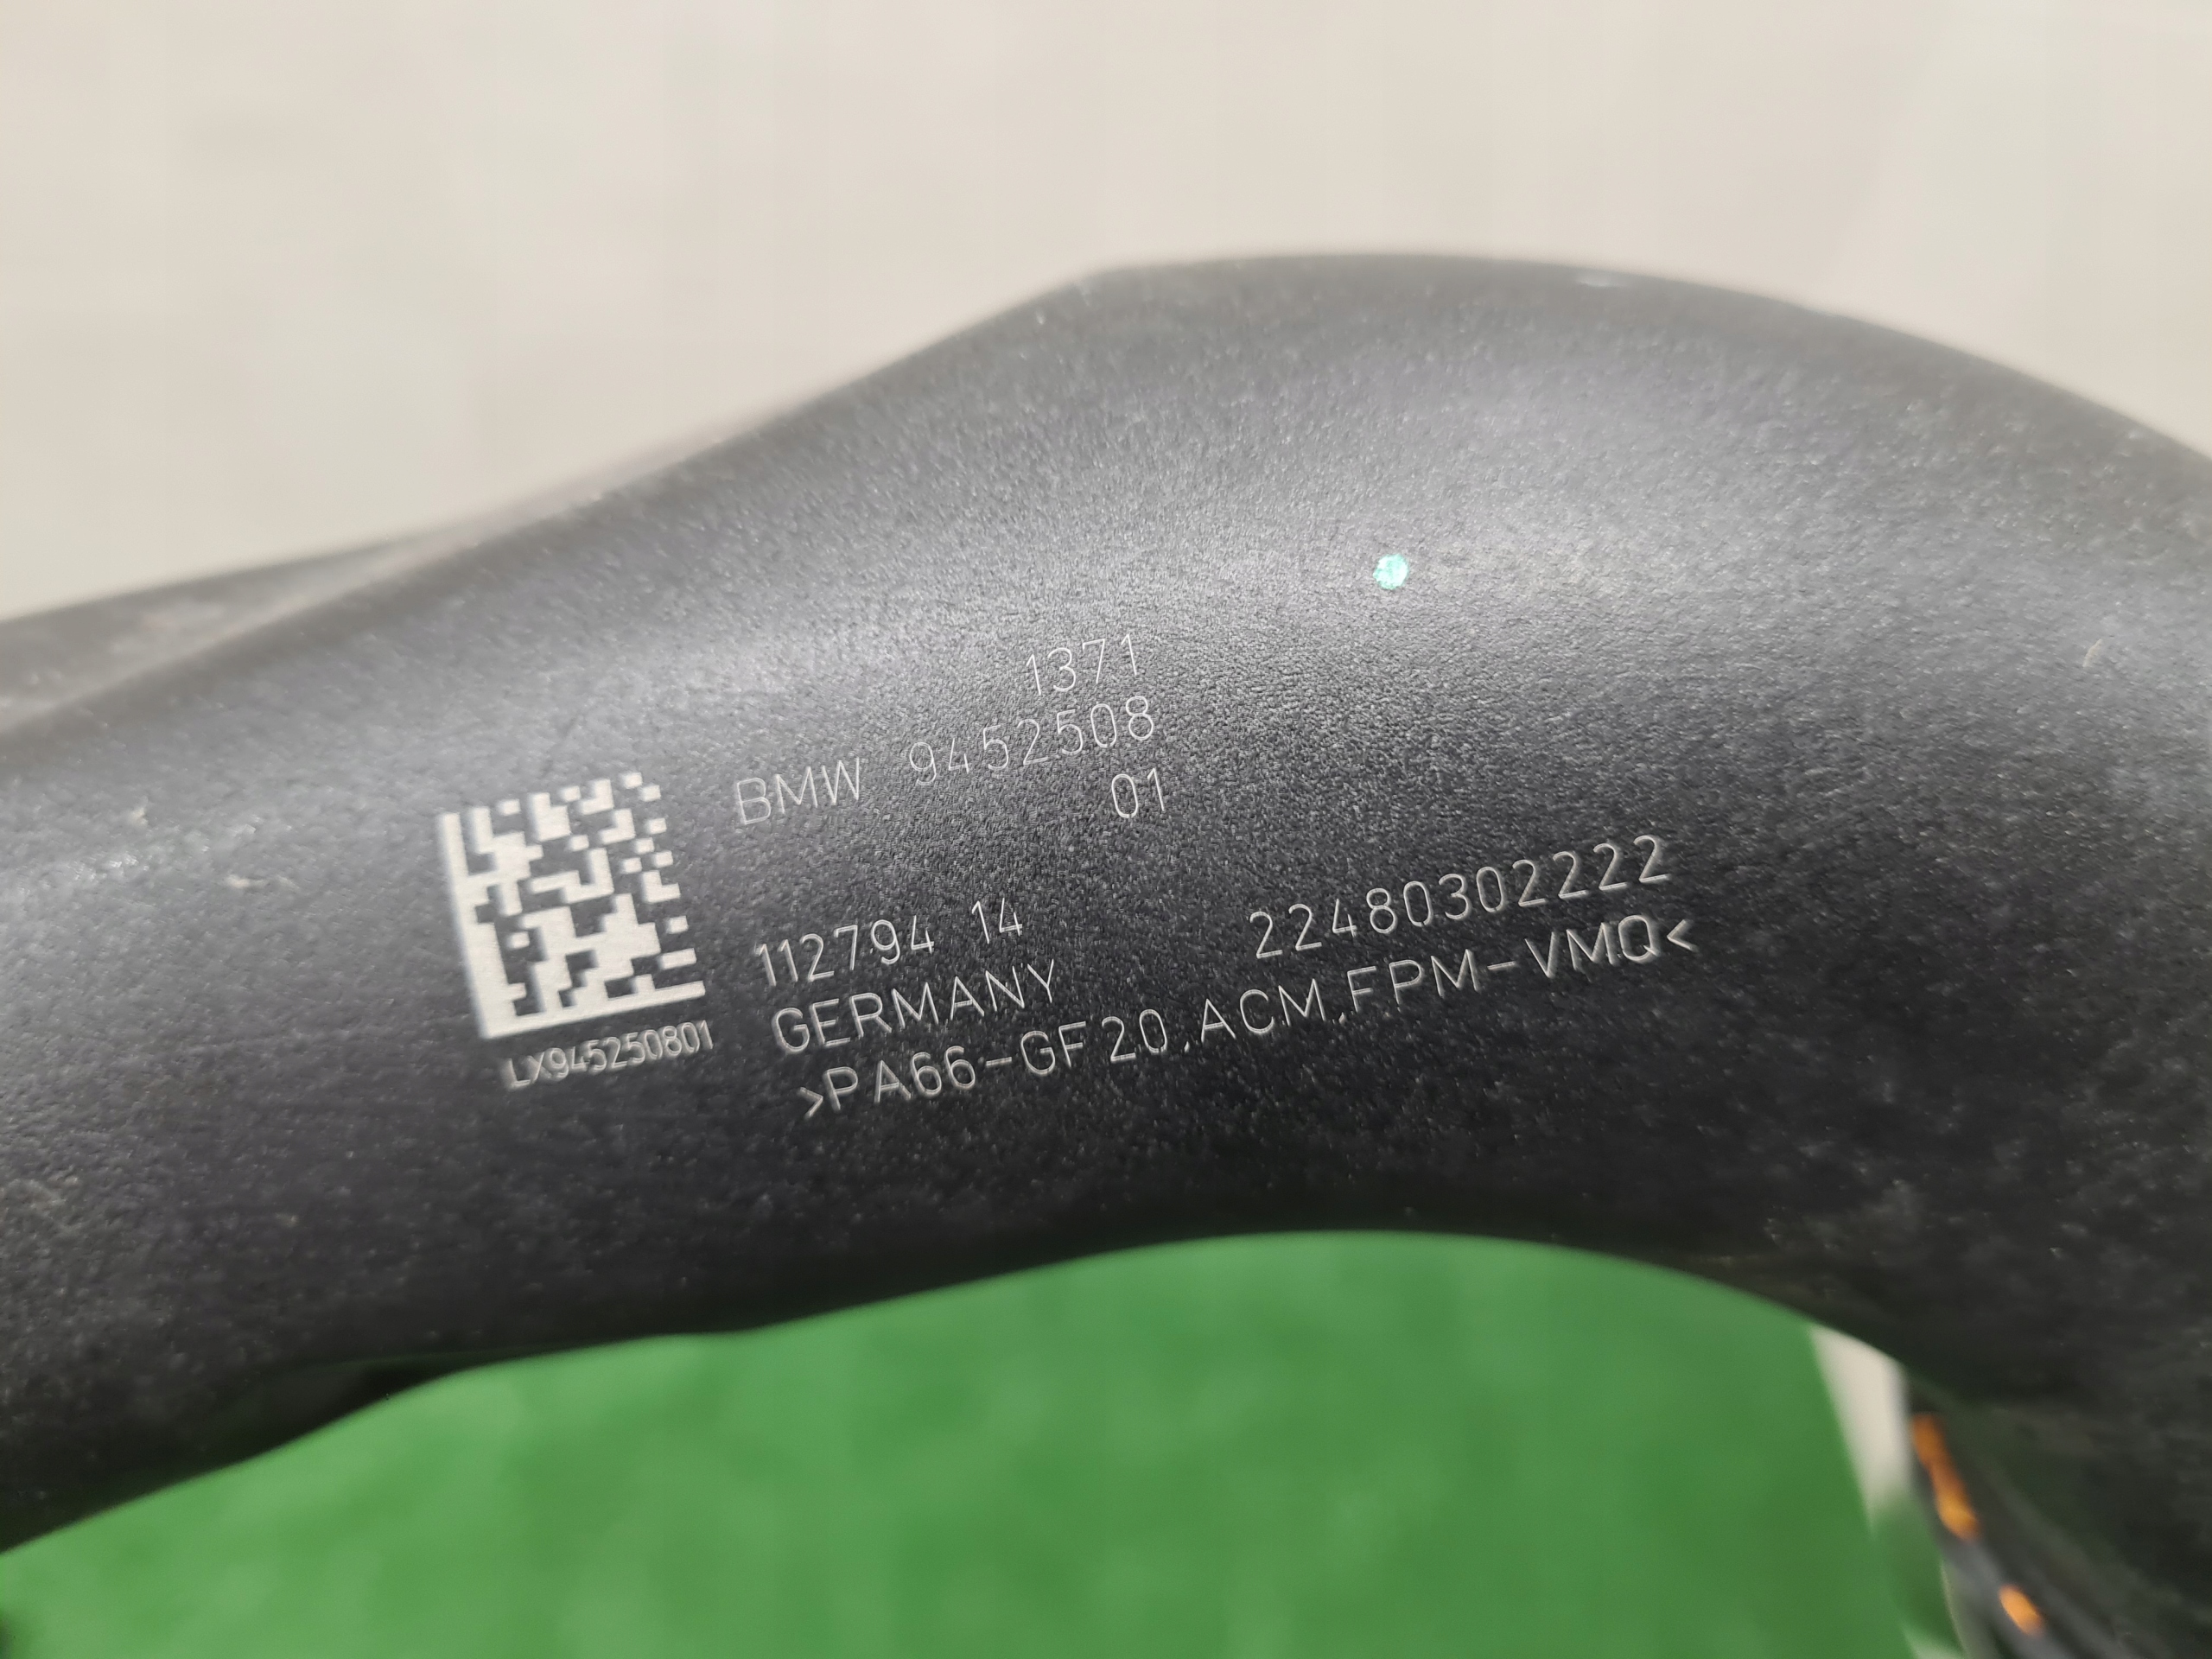 1371
BMW 9452508
01
112794 14 22480302222
GERMANY
>PA66-GF20,ACM,FPM-VMQ<
LX945250801